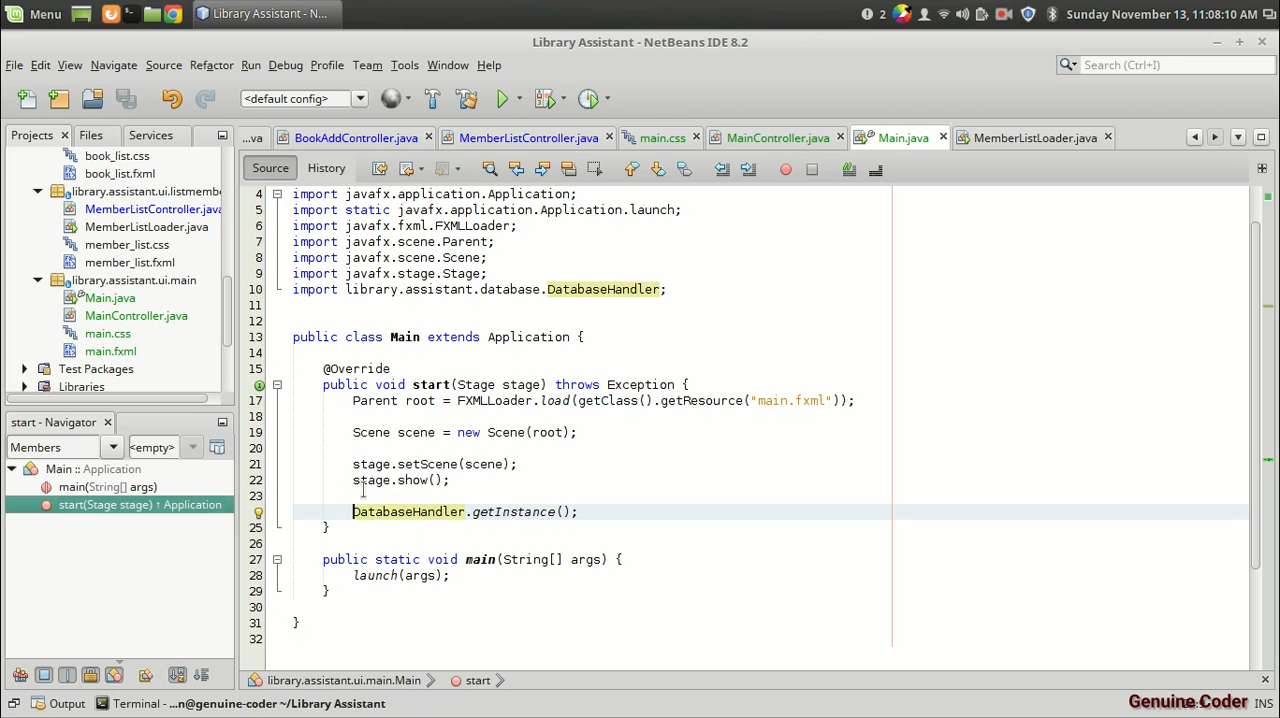 Menu
Library Assistant - N...
2
Sunday November 13, 11:08:10 AM
Library Assistant - NetBeans IDE 8.2
File Edit View Navigate Source Refactor Run Debug Profile Team Tools Window Help
Search (Ctrl+I)
<default config>
Projects Files Services
...va BookAddController.java MemberListController.java main.css MainController.java Main.java MemberListLoader.java
Source History
book_list.css
book_list.fxml
library.assistant.ui.listmembe
MemberListController.java
MemberListLoader.java
member_list.css
member_list.fxml
library.assistant.ui.main
Main.java
MainController.java
main.css
main.fxml
Test Packages
Libraries
start - Navigator
Members <empty>
Main :: Application
main(String[] args)
start(Stage stage) ↑ Application
4 import javafx.application.Application;
5 import static javafx.application.Application.launch;
6 import javafx.fxml.FXMLLoader;
7 import javafx.scene.Parent;
8 import javafx.scene.Scene;
9 import javafx.stage.Stage;
10 import library.assistant.database.DatabaseHandler;
11
12
13 public class Main extends Application {
14
15 @Override
public void start(Stage stage) throws Exception {
17 Parent root = FXMLLoader.load(getClass().getResource("main.fxml"));
18
19 Scene scene = new Scene(root);
20
21 stage.setScene(scene);
22 stage.show();
23
DatabaseHandler.getInstance();
25 }
26
27 public static void main(String[] args) {
28 launch(args);
29 }
30
31 }
32
library.assistant.ui.main.Main start
Output Terminal - ...n@genuine-coder ~/Library Assistant
Genuine Coder
INS